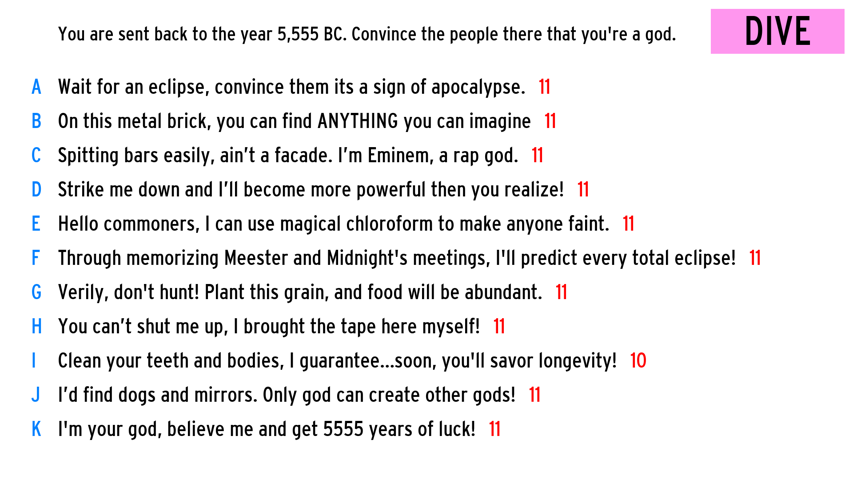 You are sent back to the year 5,555 BC. Convince the people there that you're a god.
DIVE
A Wait for an eclipse, convince them its a sign of apocalypse. 11
B On this metal brick, you can find ANYTHING you can imagine 11
C Spitting bars easily, ain’t a facade. I’m Eminem, a rap god. 11
D Strike me down and I’ll become more powerful then you realize! 11
E Hello commoners, I can use magical chloroform to make anyone faint. 11
F Through memorizing Meester and Midnight's meetings, I'll predict every total eclipse! 11
G Verily, don't hunt! Plant this grain, and food will be abundant. 11
H You can’t shut me up, I brought the tape here myself! 11
I Clean your teeth and bodies, I guarantee...soon, you'll savor longevity! 10
J I’d find dogs and mirrors. Only god can create other gods! 11
K I'm your god, believe me and get 5555 years of luck! 11